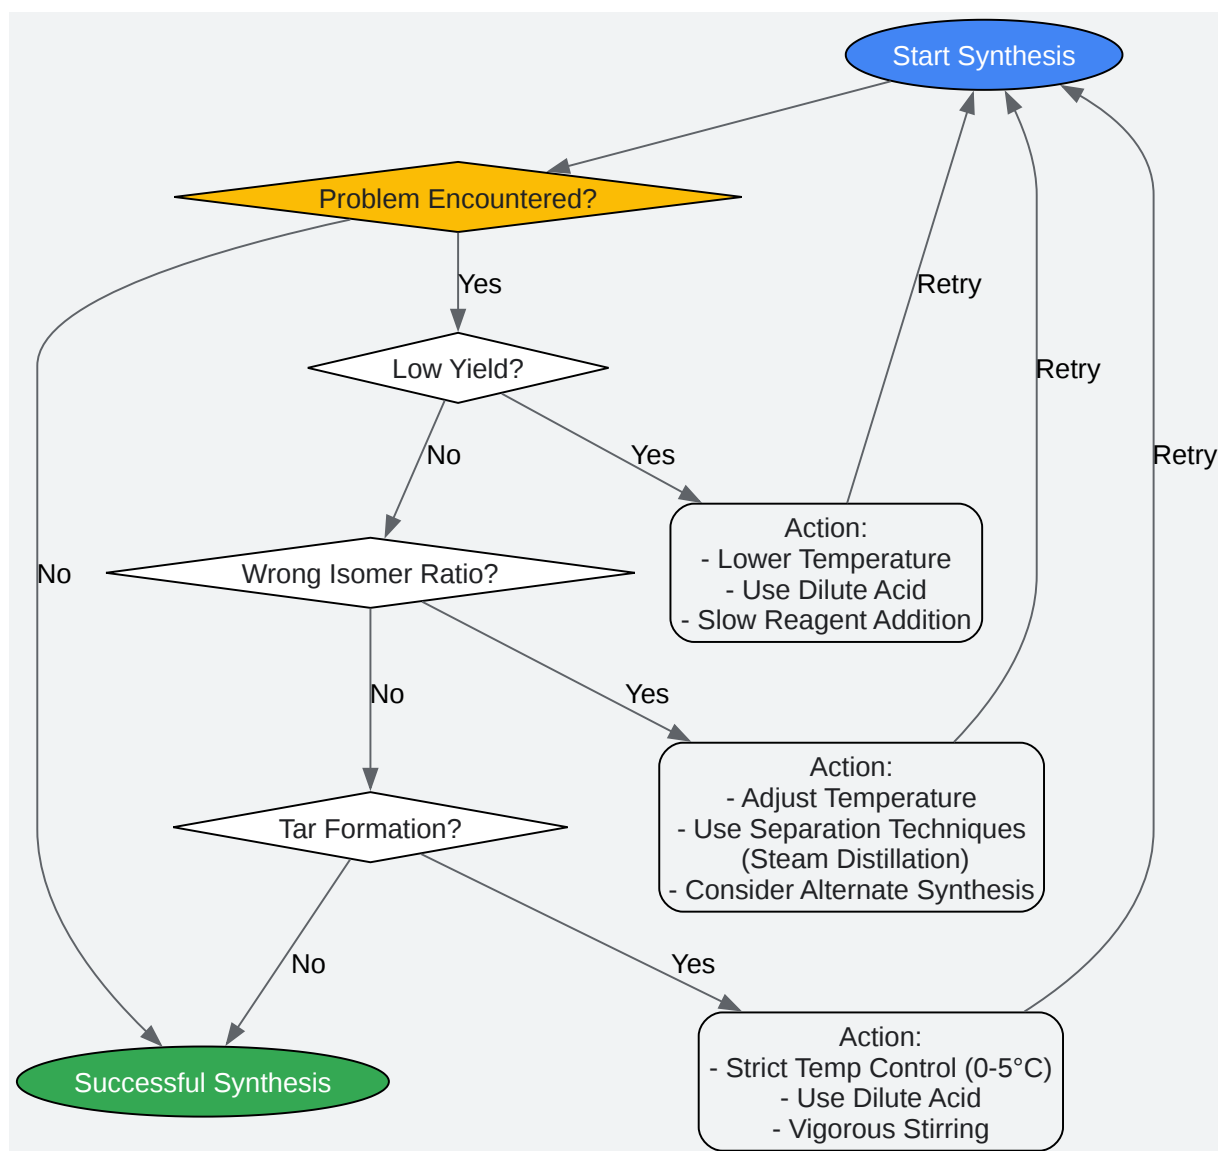 Start Synthesis
Problem Encountered?
Yes
Retry
Low Yield?
Retry
No
Yes
Retry
Action:
- Lower Temperature
- Use Dilute Acid
- Slow Reagent Addition
No
Wrong Isomer Ratio?
No
Yes
Action:
- Adjust Temperature
- Use Separation Techniques
(Steam Distillation)
- Consider Alternate Synthesis
Tar Formation?
No
Yes
Action:
- Strict Temp Control (0-5°C)
- Use Dilute Acid
- Vigorous Stirring
Successful Synthesis